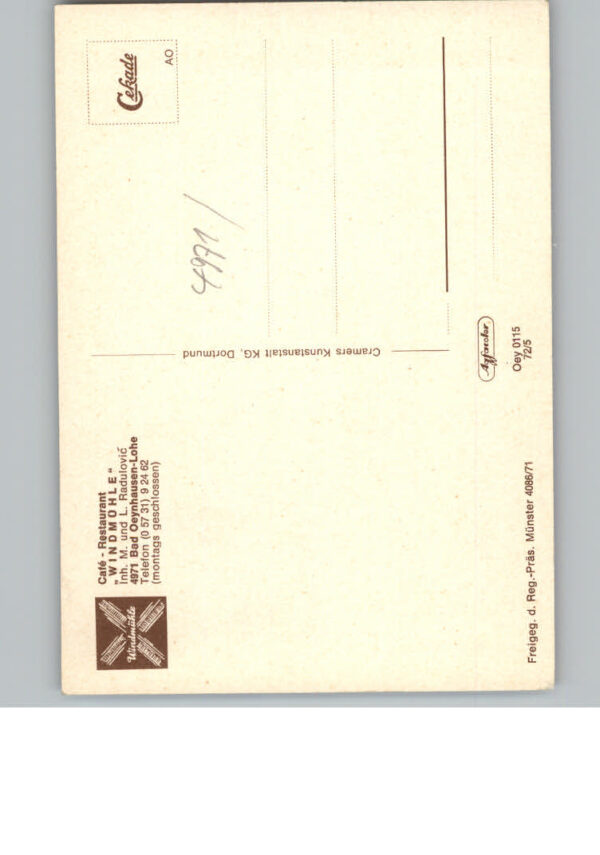 Windmühle
Café - Restaurant
„WINDMÜHLE"
Inh. M. und L. Radulović
4971 Bad Oeynhausen-Lohe
Telefon (0 57 31) 9 24 62
(montags geschlossen)
Cekade
AO
4971/
Cramers Kunstanstalt KG, Dortmund
Oey 0115
72/5
Freigeg. d. Reg.-Präs. Münster 4086/71